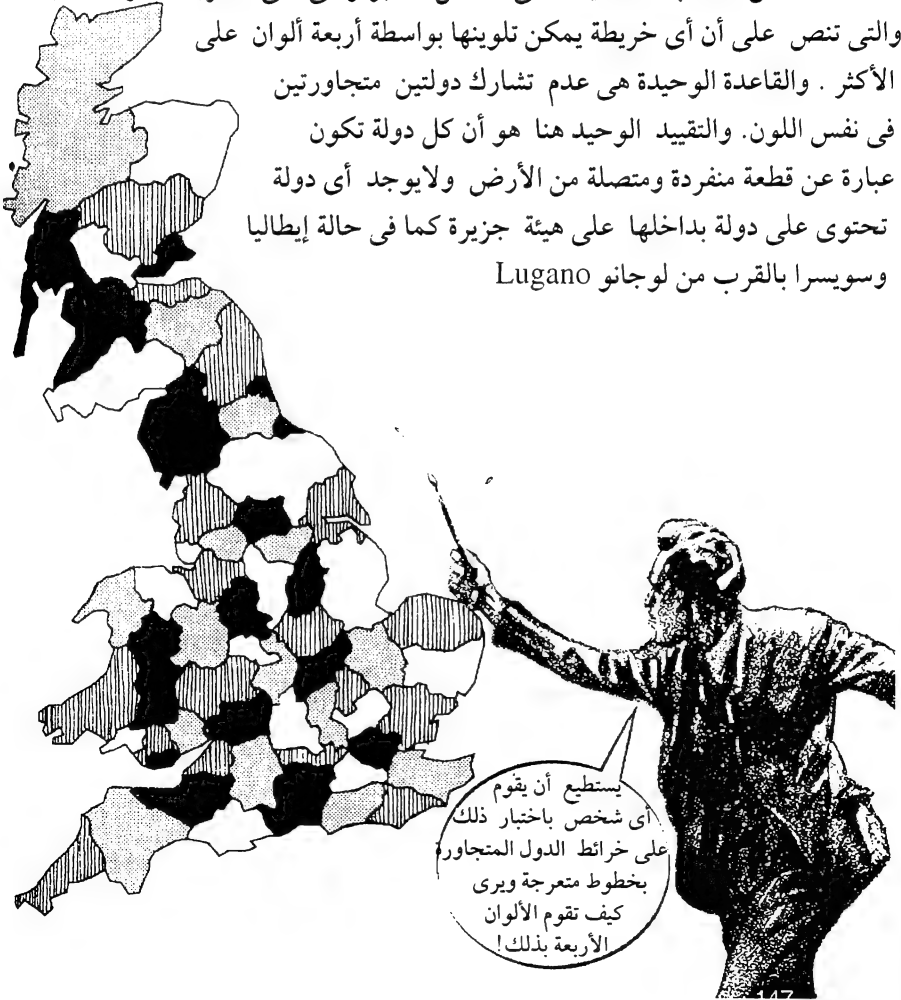 والتى تنص على أن أى خريطة يمكن تلوينها بواسطة أربعة ألوان على
الأكثر . والقاعدة الوحيدة هى عدم تشارك دولتين متجاورتين
فى نفس اللون. والتقييد الوحيد هنا هو أن كل دولة تكون
عبارة عن قطعة منفردة ومتصلة من الأرض ولايوجد أى دولة
تحتوى على دولة بداخلها على هيئة جزيرة كما فى حالة إيطاليا
وسويسرا بالقرب من لوجانو Lugano
يستطيع أن يقوم
أى شخص باختبار ذلك
على خرائط الدول المتجاورة
بخطوط متعرجة ويرى
كيف تقوم الألوان
الأربعة بذلك!
147